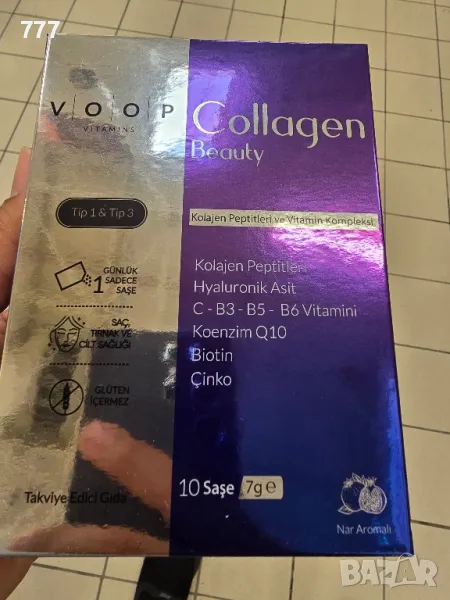 777
VOOP
VITAMINS
Collagen
Beauty
Tip 1 & Tip 3
Kolajen Peptitleri ve Vitamin Kompleksi
1 GÜNLÜK
SADECE
SAŞE
SAÇ,
TIRNAK VE
CİLT SAĞLIĞI
GLÜTEN
İÇERMEZ
Kolajen Peptitleri
Hyaluronik Asit
C - B3 - B5 - B6 Vitamini
Koenzim Q10
Biotin
Çinko
Takviye Edici Gıda
10 Saşe 7g e
Nar Aromalı
BAZAR